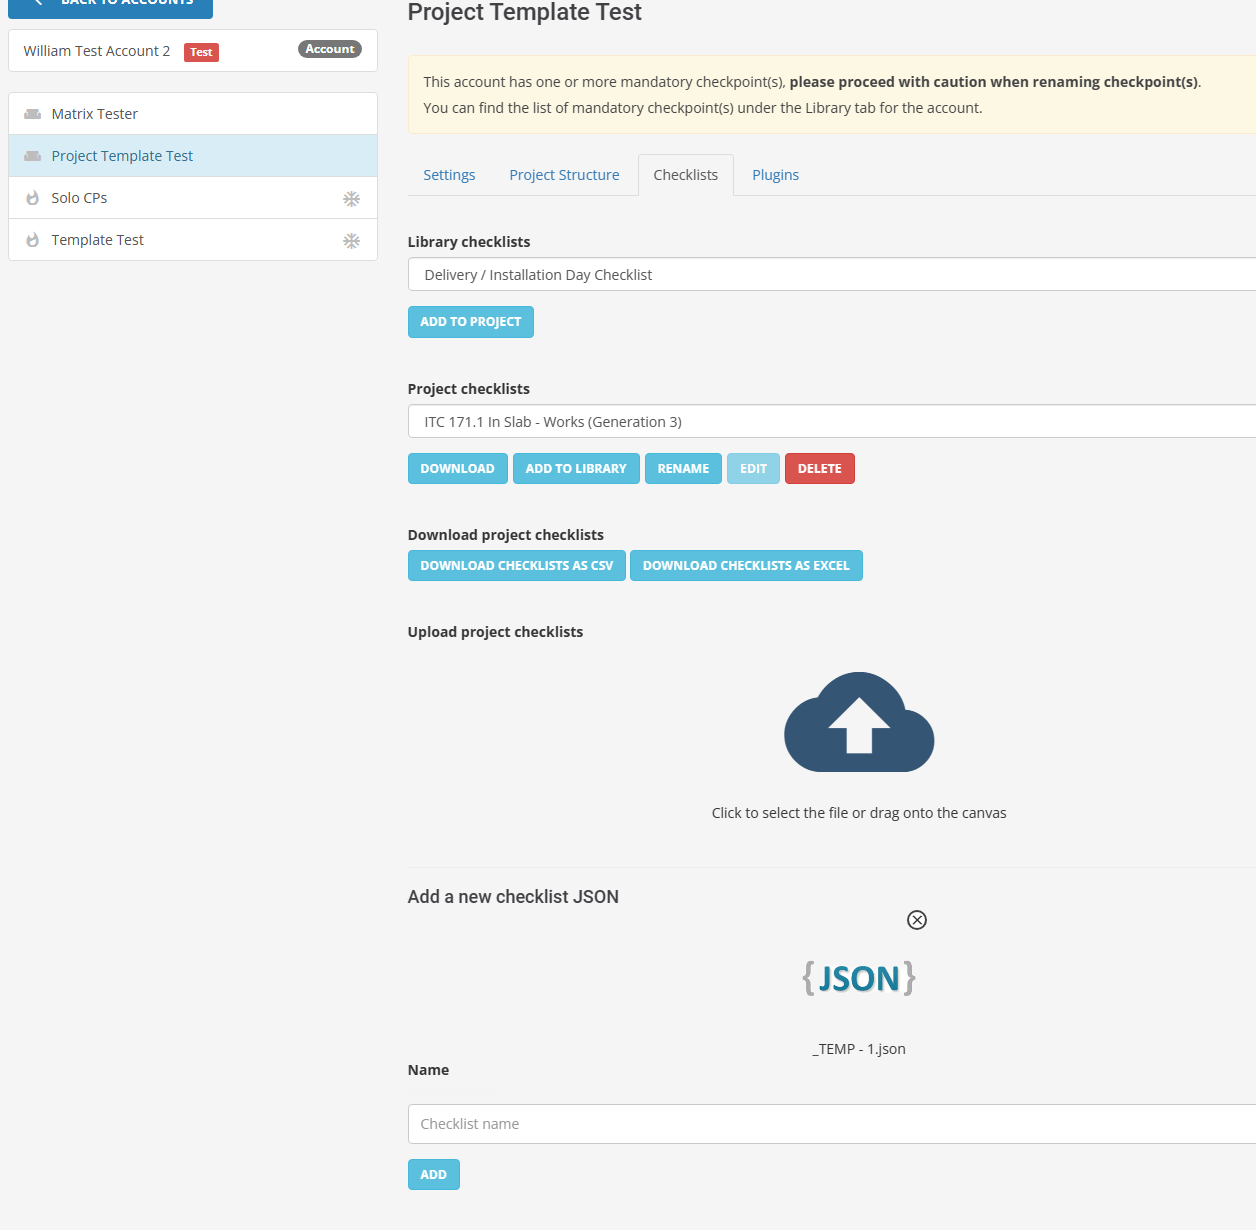 BACK TO ACCOUNTS
Project Template Test
William Test Account 2 Test Account
This account has one or more mandatory checkpoint(s), please proceed with caution when renaming checkpoint(s).
You can find the list of mandatory checkpoint(s) under the Library tab for the account.
Matrix Tester
Project Template Test
Solo CPs
Template Test
Settings Project Structure Checklists Plugins
Library checklists
Delivery / Installation Day Checklist
ADD TO PROJECT
Project checklists
ITC 171.1 In Slab - Works (Generation 3)
DOWNLOAD ADD TO LIBRARY RENAME EDIT DELETE
Download project checklists
DOWNLOAD CHECKLISTS AS CSV DOWNLOAD CHECKLISTS AS EXCEL
Upload project checklists
Click to select the file or drag onto the canvas
Add a new checklist JSON
{JSON}
_TEMP - 1.json
Name
Checklist name
ADD